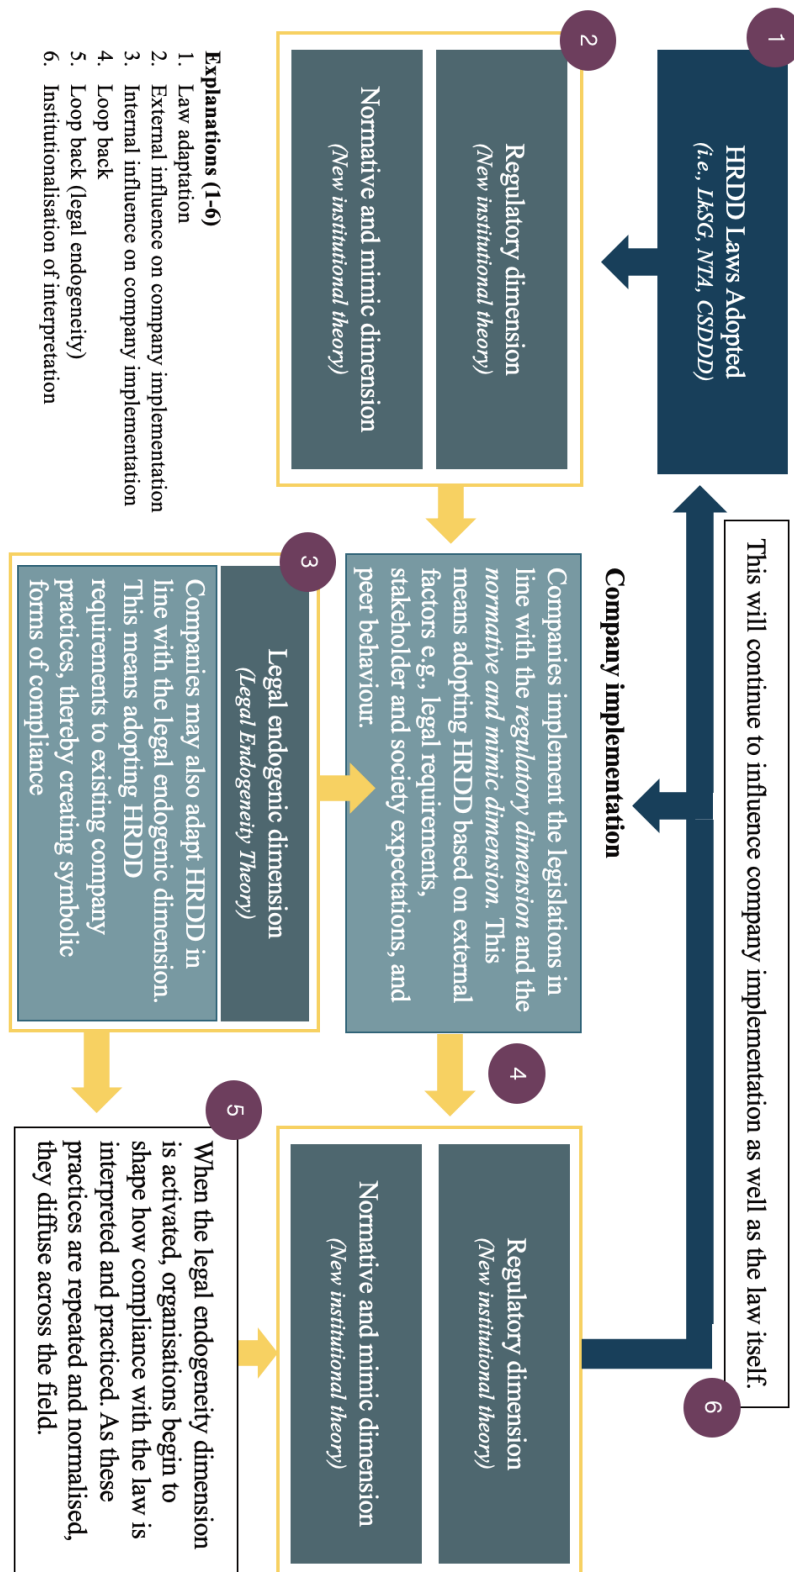 1
HRDD Laws Adopted
(i.e., LkSG, NTA, CSDDD)
This will continue to influence company implementation as well as the law itself.
6
2
Regulatory dimension
(New institutional theory)
Normative and mimic dimension
(New institutional theory)
Company implementation
Companies implement the legislations in
line with the regulatory dimension and the
normative and mimic dimension. This
means adopting HRDD based on external
factors e.g., legal requirements,
stakeholder and society expectations, and
peer behaviour.
4
Regulatory dimension
(New institutional theory)
Normative and mimic dimension
(New institutional theory)
3
Legal endogenic dimension
(Legal Endogeneity Theory)
Companies may also adapt HRDD in
line with the legal endogenic dimension.
This means adopting HRDD
requirements to existing company
practices, thereby creating symbolic
forms of compliance
5
When the legal endogeneity dimension
is activated, organisations begin to
shape how compliance with the law is
interpreted and practiced. As these
practices are repeated and normalised,
they diffuse across the field.
Explanations (1-6)
1. Law adaptation
2. External influence on company implementation
3. Internal influence on company implementation
4. Loop back
5. Loop back (legal endogeneity)
6. Institutionalisation of interpretation